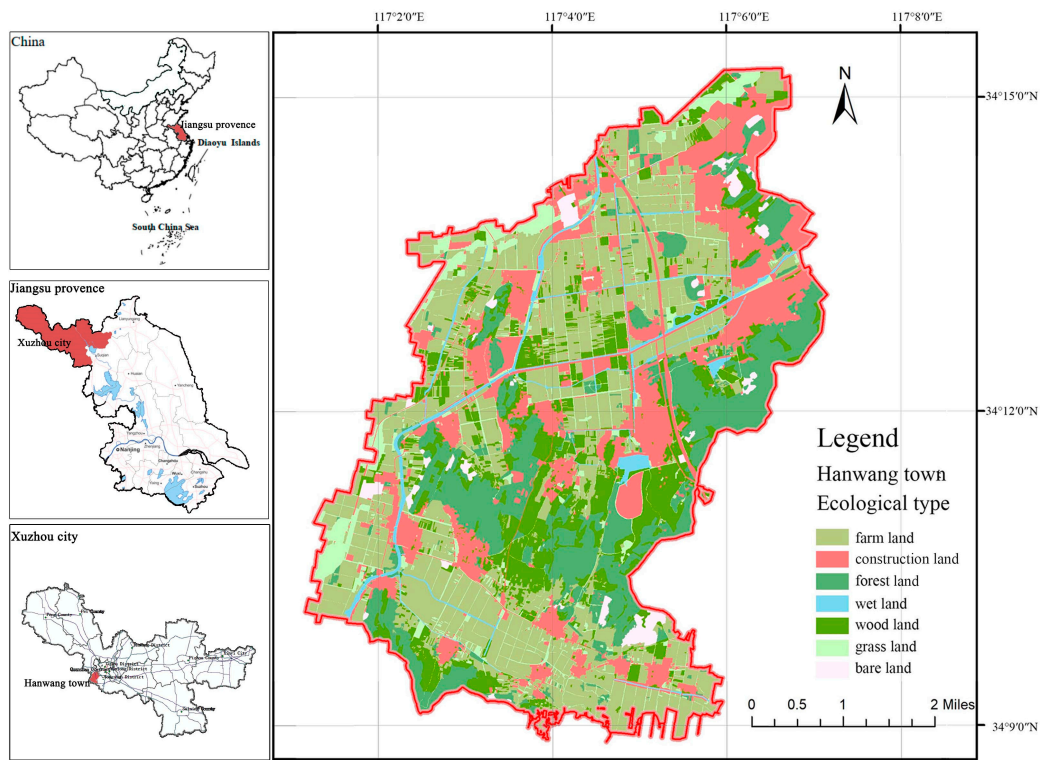 117°2'0"E
117°4'0"E
117°6'0"E
117°8'0"E
China
Jiangsu provence
Diaoyu Islands
South China Sea
Jiangsu provence
Xuzhou city
Nanjing
Xuzhou city
Hanwang town
N
34°15'0"N
34°12'0"N
34°9'0"N
Legend
Hanwang town
Ecological type
farm land
construction land
forest land
wet land
wood land
grass land
bare land
0 0.5 1 2 Miles